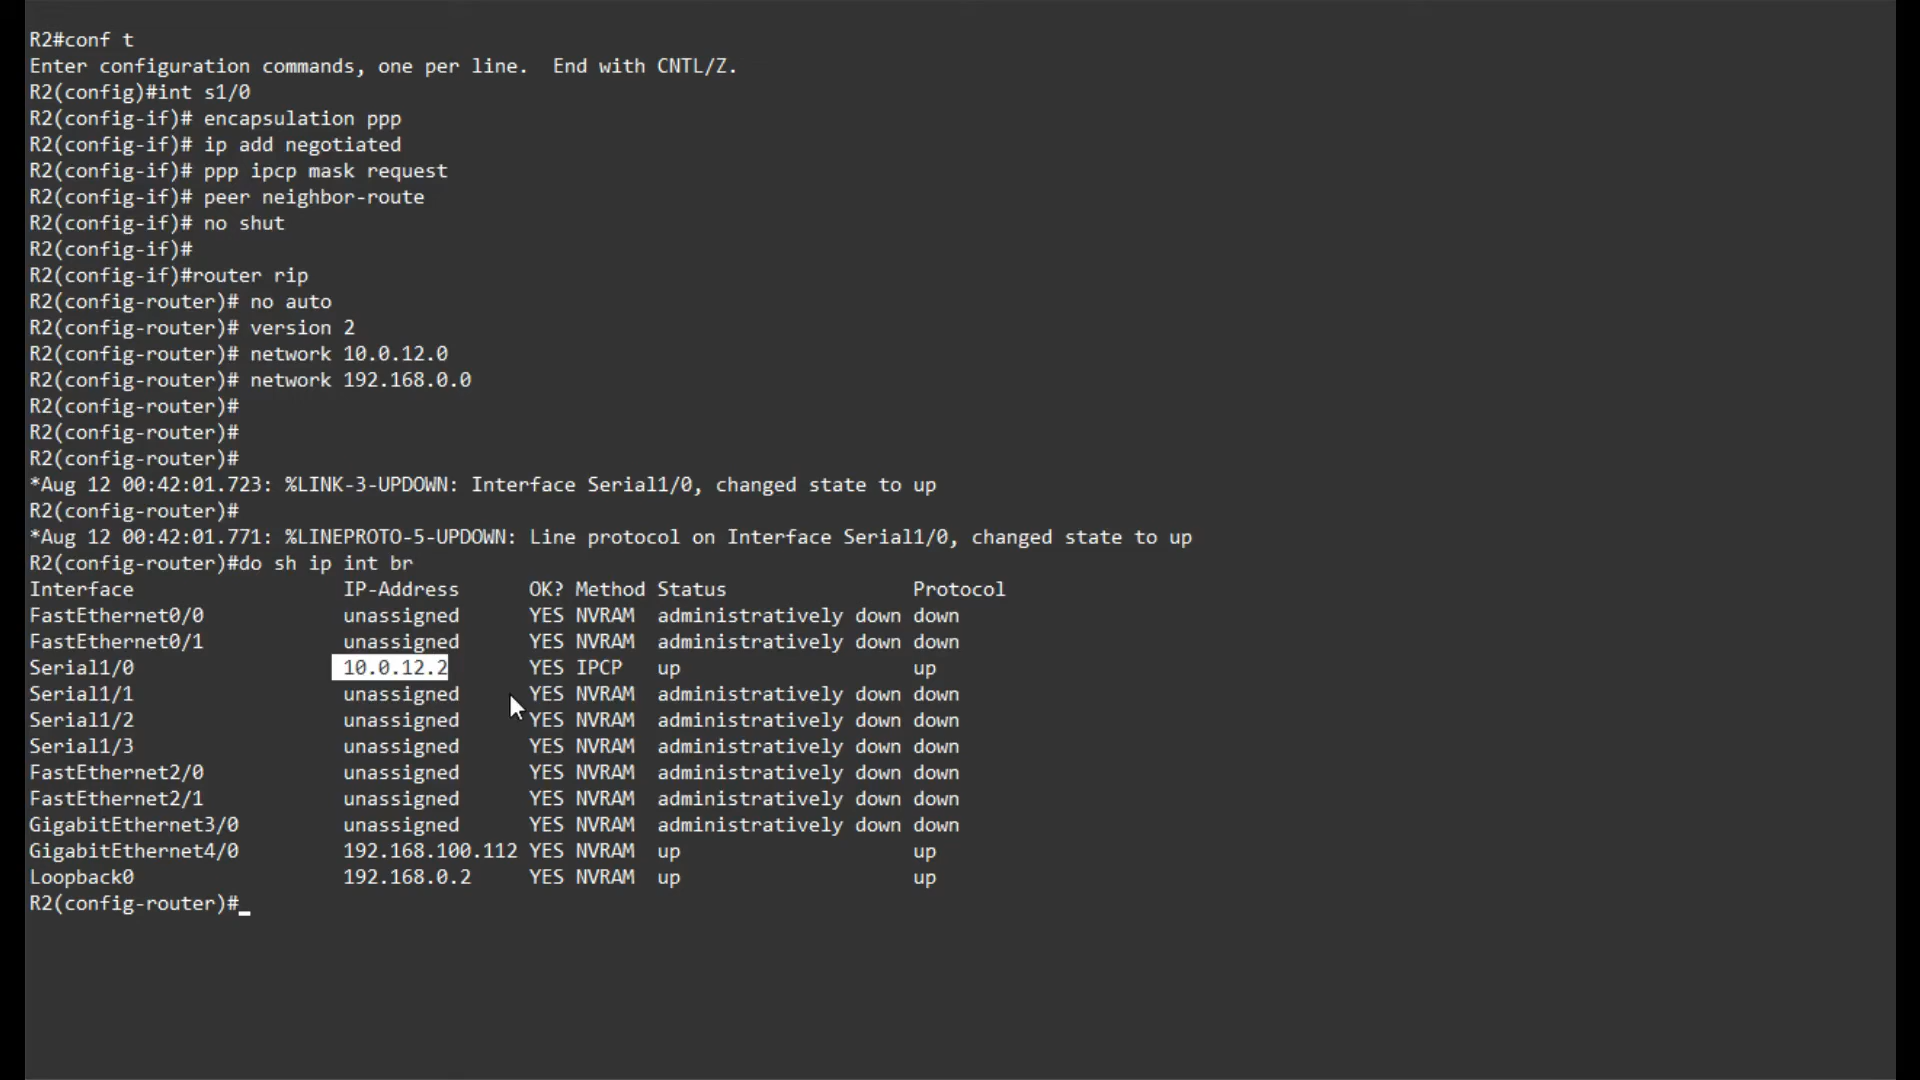 R2#conf t
Enter configuration commands, one per line.  End with CNTL/Z.
R2(config)#int s1/0
R2(config-if)# encapsulation ppp
R2(config-if)# ip add negotiated
R2(config-if)# ppp ipcp mask request
R2(config-if)# peer neighbor-route
R2(config-if)# no shut
R2(config-if)#
R2(config-if)#router rip
R2(config-router)# no auto
R2(config-router)# version 2
R2(config-router)# network 10.0.12.0
R2(config-router)# network 192.168.0.0
R2(config-router)#
R2(config-router)#
R2(config-router)#
*Aug 12 00:42:01.723: %LINK-3-UPDOWN: Interface Serial1/0, changed state to up
R2(config-router)#
*Aug 12 00:42:01.771: %LINEPROTO-5-UPDOWN: Line protocol on Interface Serial1/0, changed state to up
R2(config-router)#do sh ip int br
Interface                  IP-Address      OK? Method Status                Protocol
FastEthernet0/0            unassigned      YES NVRAM  administratively down down
FastEthernet0/1            unassigned      YES NVRAM  administratively down down
Serial1/0                  10.0.12.2       YES IPCP   up                    up
Serial1/1                  unassigned      YES NVRAM  administratively down down
Serial1/2                  unassigned      YES NVRAM  administratively down down
Serial1/3                  unassigned      YES NVRAM  administratively down down
FastEthernet2/0            unassigned      YES NVRAM  administratively down down
FastEthernet2/1            unassigned      YES NVRAM  administratively down down
GigabitEthernet3/0         unassigned      YES NVRAM  administratively down down
GigabitEthernet4/0         192.168.100.112 YES NVRAM  up                    up
Loopback0                  192.168.0.2     YES NVRAM  up                    up
R2(config-router)#